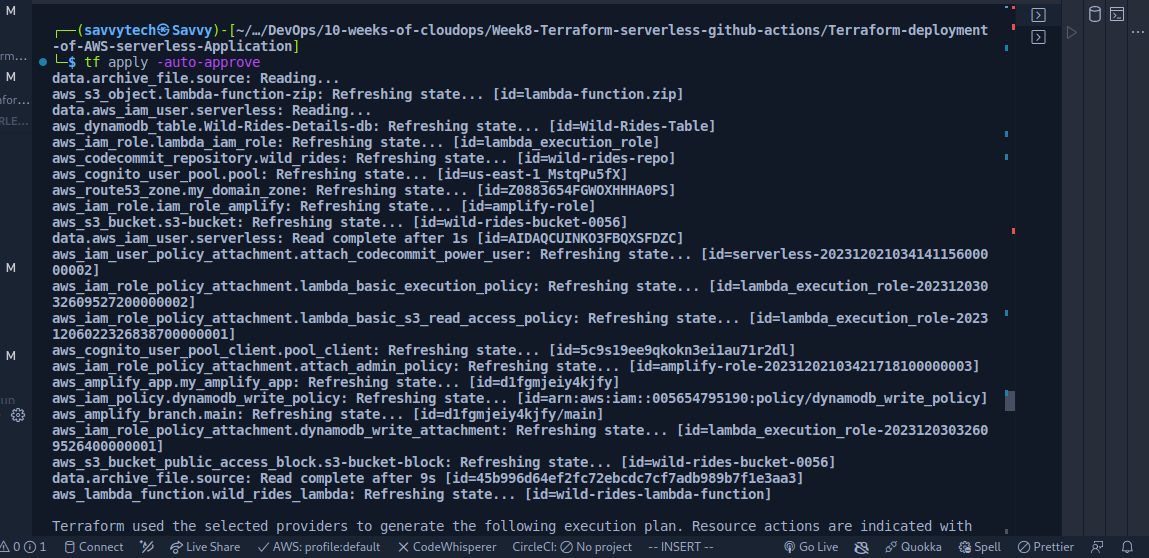 M
┌──(savvytech㉿Savvy)-[~/…/DevOps/10-weeks-of-cloudops/Week8-Terraform-serverless-github-actions/Terraform-deployment
-of-AWS-serverless-Application]
└─$ tf apply -auto-approve
rm...
M
data.archive_file.source: Reading...
aws_s3_object.lambda-function-zip: Refreshing state... [id=lambda-function.zip]
afor...
data.aws_iam_user.serverless: Reading...
RLE...
aws_dynamodb_table.Wild-Rides-Details-db: Refreshing state... [id=Wild-Rides-Table]
aws_iam_role.lambda_iam_role: Refreshing state... [id=lambda_execution_role]
aws_codecommit_repository.wild_rides: Refreshing state... [id=wild-rides-repo]
aws_cognito_user_pool.pool: Refreshing state... [id=us-east-1_MstqPu5fX]
aws_route53_zone.my_domain_zone: Refreshing state... [id=Z0883654FGWOXHHHA0PS]
aws_iam_role.iam_role_amplify: Refreshing state... [id=amplify-role]
aws_s3_bucket.s3-bucket: Refreshing state... [id=wild-rides-bucket-0056]
data.aws_iam_user.serverless: Read complete after 1s [id=AIDAQCUINKO3FBQXSFDZC]
aws_iam_user_policy_attachment.attach_codecommit_power_user: Refreshing state... [id=serverless-202312021034141156000
00002]
M
aws_iam_role_policy_attachment.lambda_basic_execution_policy: Refreshing state... [id=lambda_execution_role-202312030
32609527200000002]
aws_iam_role_policy_attachment.lambda_basic_s3_read_access_policy: Refreshing state... [id=lambda_execution_role-2023
1206022326838700000001]
aws_cognito_user_pool_client.pool_client: Refreshing state... [id=5c9s19ee9qkokn3ei1au71r2dl]
M
aws_iam_role_policy_attachment.attach_admin_policy: Refreshing state... [id=amplify-role-20231202103421718100000003]
aws_amplify_app.my_amplify_app: Refreshing state... [id=d1fgmjeiy4kjfy]
aws_iam_policy.dynamodb_write_policy: Refreshing state... [id=arn:aws:iam::005654795190:policy/dynamodb_write_policy]
un
aws_amplify_branch.main: Refreshing state... [id=d1fgmjeiy4kjfy/main]
aws_iam_role_policy_attachment.dynamodb_write_attachment: Refreshing state... [id=lambda_execution_role-2023120303260
9526400000001]
aws_s3_bucket_public_access_block.s3-bucket-block: Refreshing state... [id=wild-rides-bucket-0056]
data.archive_file.source: Read complete after 9s [id=45b996d64ef2fc72ebcdc7cf7adb989b7f1e3aa3]
aws_lambda_function.wild_rides_lambda: Refreshing state... [id=wild-rides-lambda-function]
Terraform used the selected providers to generate the following execution plan. Resource actions are indicated with
0 1 Connect Live Share AWS: profile:default CodeWhisperer CircleCI: No project -- INSERT -- Go Live Quokka Spell Prettier